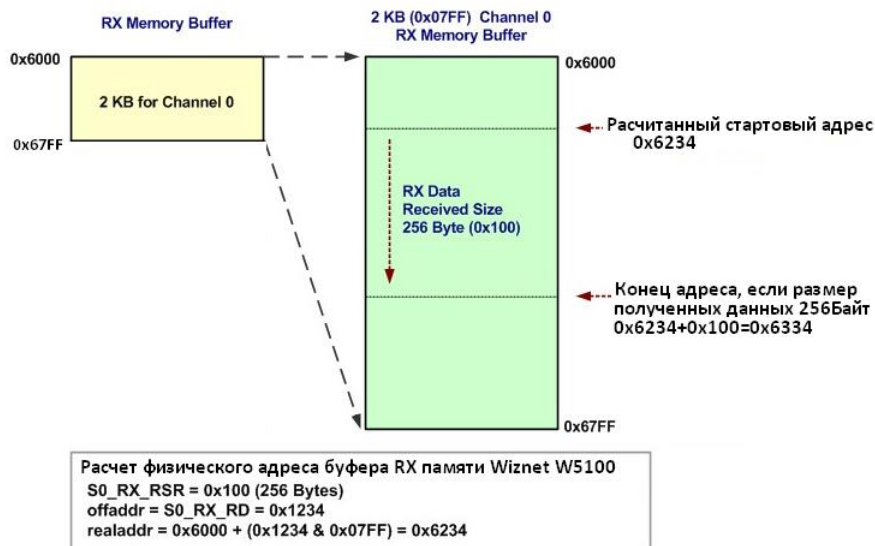 RX Memory Buffer
2 KB (0x07FF) Channel 0
RX Memory Buffer
0x6000
2 KB for Channel 0
0x67FF
0x6000
Расчитанный стартовый адрес
0x6234
RX Data
Received Size
256 Byte (0x100)
Конец адреса, если размер
полученных данных 256Байт
0x6234+0x100=0x6334
0x67FF
Расчет физического адреса буфера RX памяти Wiznet W5100
S0_RX_RSR = 0x100 (256 Bytes)
offaddr = S0_RX_RD = 0x1234
realaddr = 0x6000 + (0x1234 & 0x07FF) = 0x6234